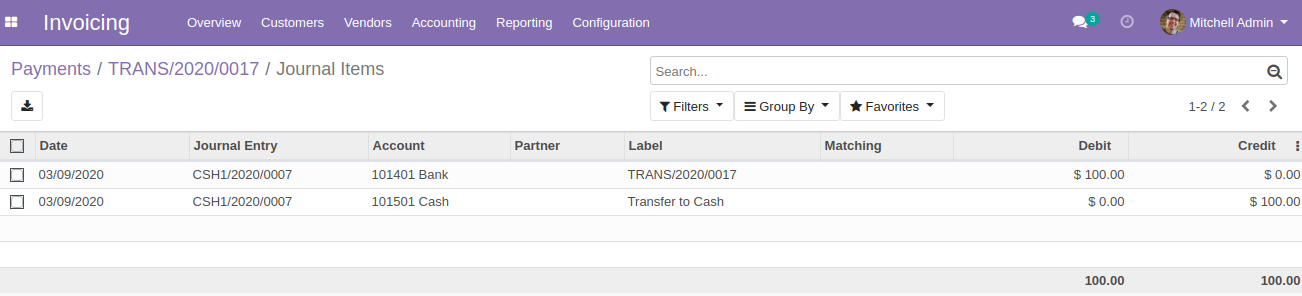 Invoicing Overview Customers Vendors Accounting Reporting Configuration 3 Mitchell Admin
Payments / TRANS/2020/0017 / Journal Items Search...
Filters Group By Favorites 1-2 / 2
Date Journal Entry Account Partner Label Matching Debit Credit
03/09/2020 CSH1/2020/0007 101401 Bank TRANS/2020/0017 $ 100.00 $ 0.00
03/09/2020 CSH1/2020/0007 101501 Cash Transfer to Cash $ 0.00 $ 100.00
100.00 100.00